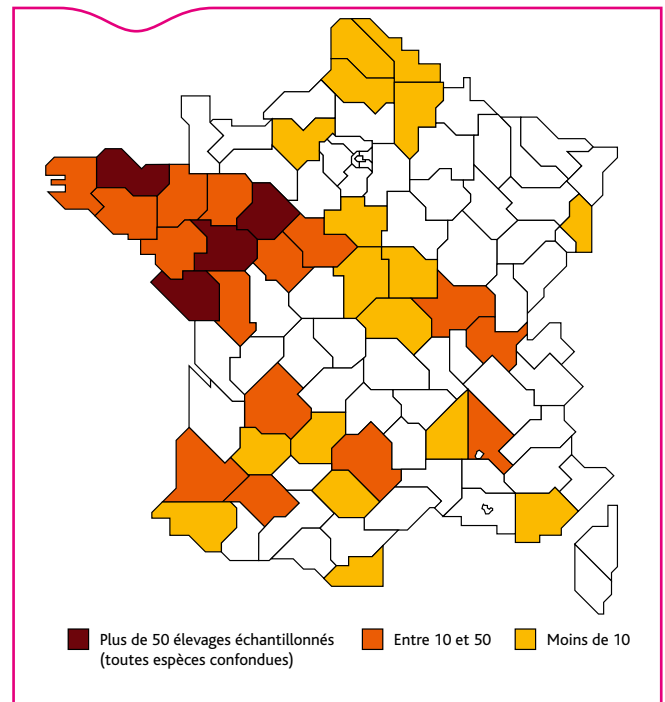 Plus de 50 élevages échantillonnés
(toutes espèces confondues)
Entre 10 et 50
Moins de 10